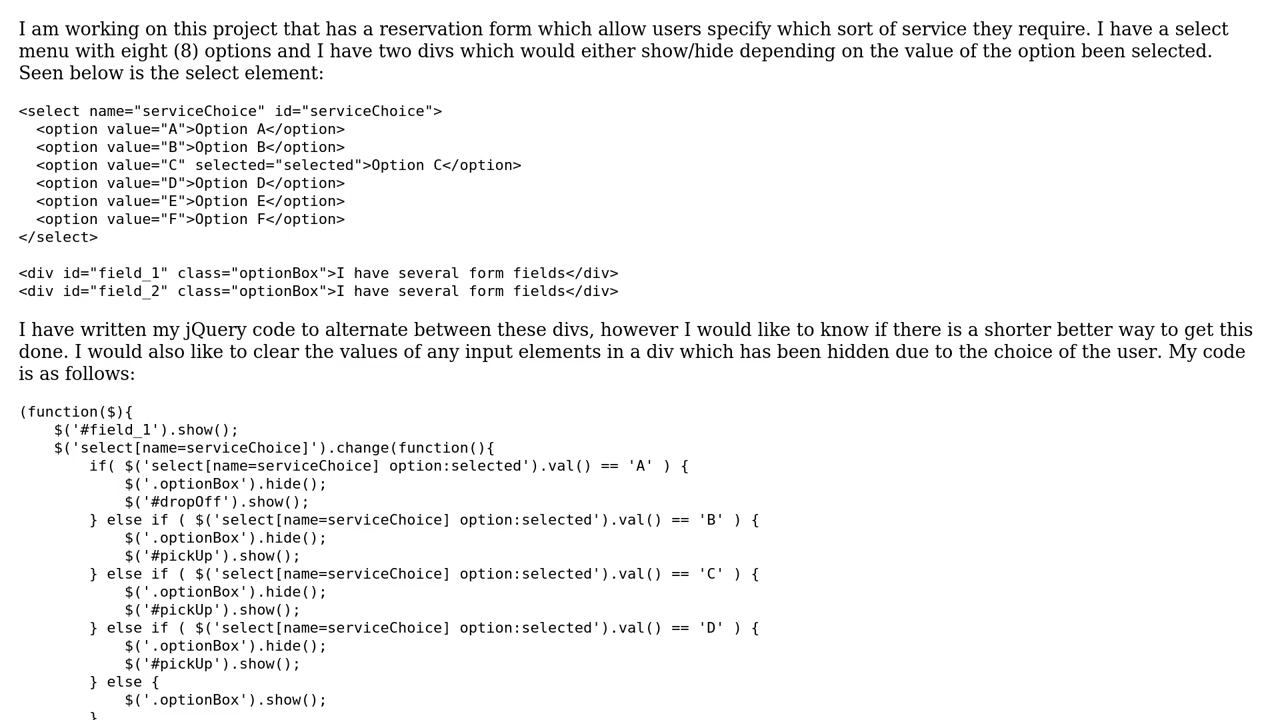 I am working on this project that has a reservation form which allow users specify which sort of service they require. I have a select
menu with eight (8) options and I have two divs which would either show/hide depending on the value of the option been selected.
Seen below is the select element:
<select name="serviceChoice" id="serviceChoice">
  <option value="A">Option A</option>
  <option value="B">Option B</option>
  <option value="C" selected="selected">Option C</option>
  <option value="D">Option D</option>
  <option value="E">Option E</option>
  <option value="F">Option F</option>
</select>
<div id="field_1" class="optionBox">I have several form fields</div>
<div id="field_2" class="optionBox">I have several form fields</div>
I have written my jQuery code to alternate between these divs, however I would like to know if there is a shorter better way to get this
done. I would also like to clear the values of any input elements in a div which has been hidden due to the choice of the user. My code
is as follows:
(function($){
    $('#field_1').show();
    $('select[name=serviceChoice]').change(function(){
        if( $('select[name=serviceChoice] option:selected').val() == 'A' ) {
            $('.optionBox').hide();
            $('#dropOff').show();
        } else if ( $('select[name=serviceChoice] option:selected').val() == 'B' ) {
            $('.optionBox').hide();
            $('#pickUp').show();
        } else if ( $('select[name=serviceChoice] option:selected').val() == 'C' ) {
            $('.optionBox').hide();
            $('#pickUp').show();
        } else if ( $('select[name=serviceChoice] option:selected').val() == 'D' ) {
            $('.optionBox').hide();
            $('#pickUp').show();
        } else {
            $('.optionBox').show();
        }